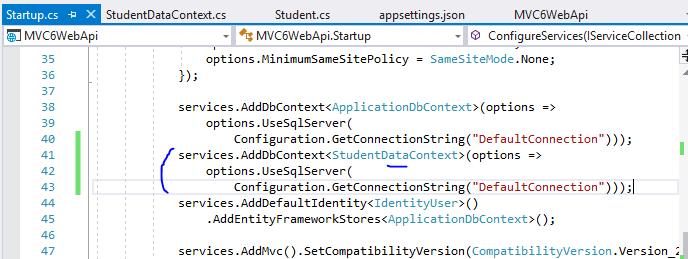 Startup.cs StudentDataContext.cs Student.cs appsettings.json MVC6WebApi
MVC6WebApi MVC6WebApi.Startup ConfigureServices(IServiceCollection
35 options.MinimumSameSitePolicy = SameSiteMode.None;
36 });
37
38 services.AddDbContext<ApplicationDbContext>(options =>
39 options.UseSqlServer(
40 Configuration.GetConnectionString("DefaultConnection")));
41 services.AddDbContext<StudentDataContext>(options =>
42 options.UseSqlServer(
43 Configuration.GetConnectionString("DefaultConnection")));
44 services.AddDefaultIdentity<IdentityUser>()
45 .AddEntityFrameworkStores<ApplicationDbContext>();
46
47 services.AddMvc().SetCompatibilityVersion(CompatibilityVersion.Version_2